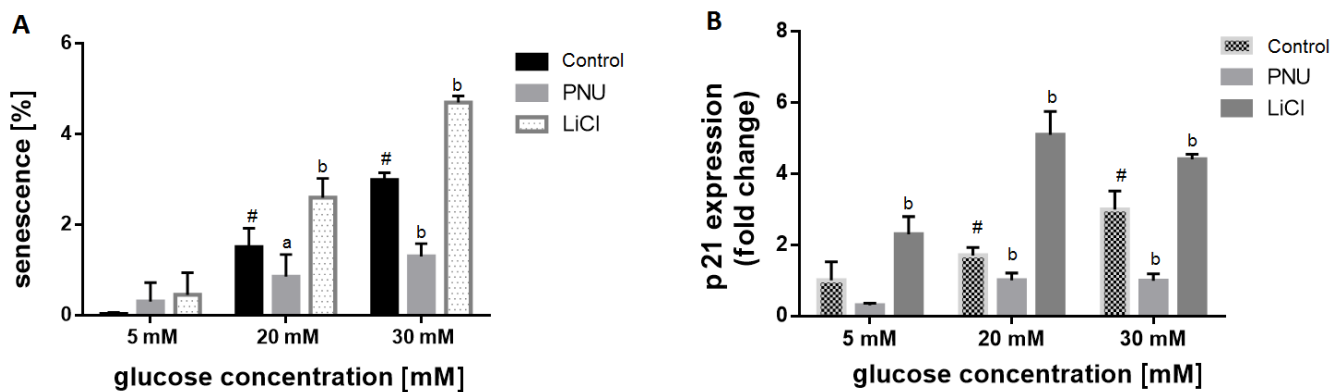 A
senescence [%]
6
4
2
0
#
a
b
#
b
b
5 mM
20 mM
30 mM
glucose concentration [mM]
Control
PNU
LiCl
B
p 21 expression
(fold change)
8
6
4
2
0
b
#
b
b
#
b
b
5 mM
20 mM
30 mM
glucose concentration [mM]
Control
PNU
LiCl